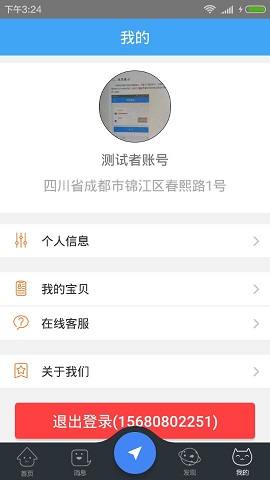 下午3:24
我的
测试者账号
四川省成都市锦江区春熙路1号
个人信息
我的宝贝
在线客服
关于我们
退出登录(15680802251)
首页
消息
发现
我的